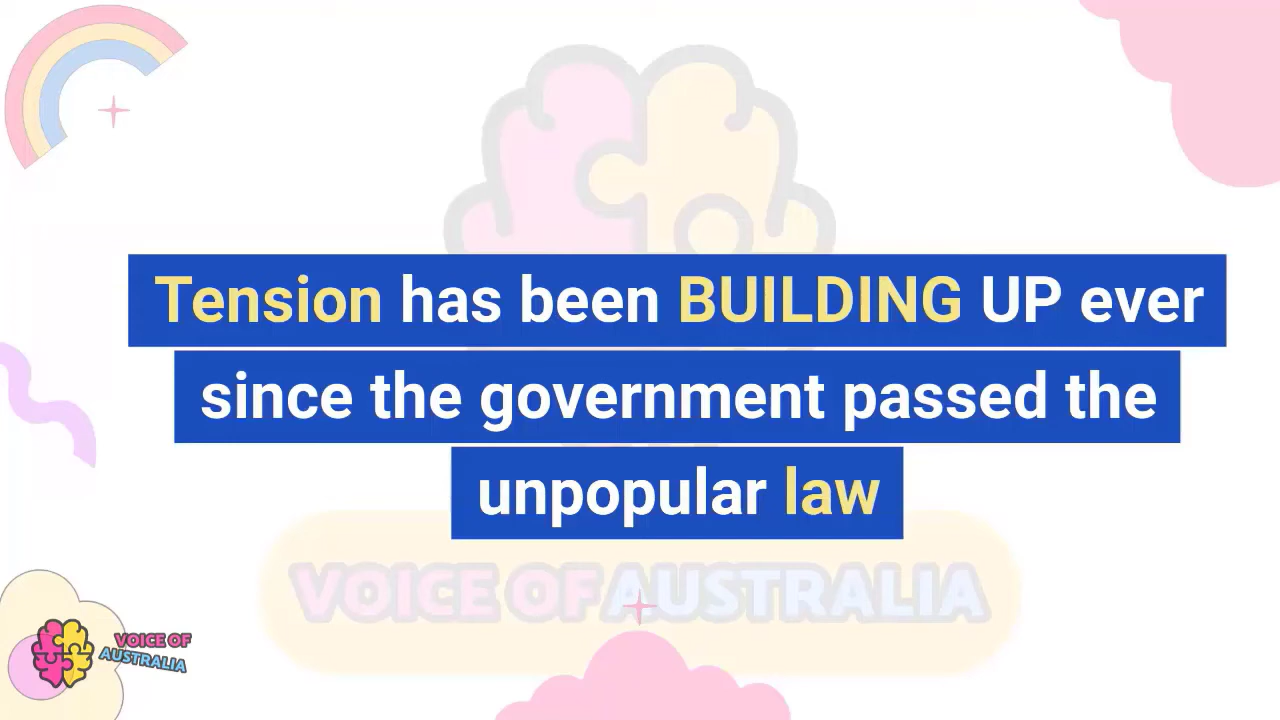 Tension has been BUILDING UP ever
since the government passed the
unpopular law
VOICE OF AUSTRALIA
VOICE OF
AUSTRALIA